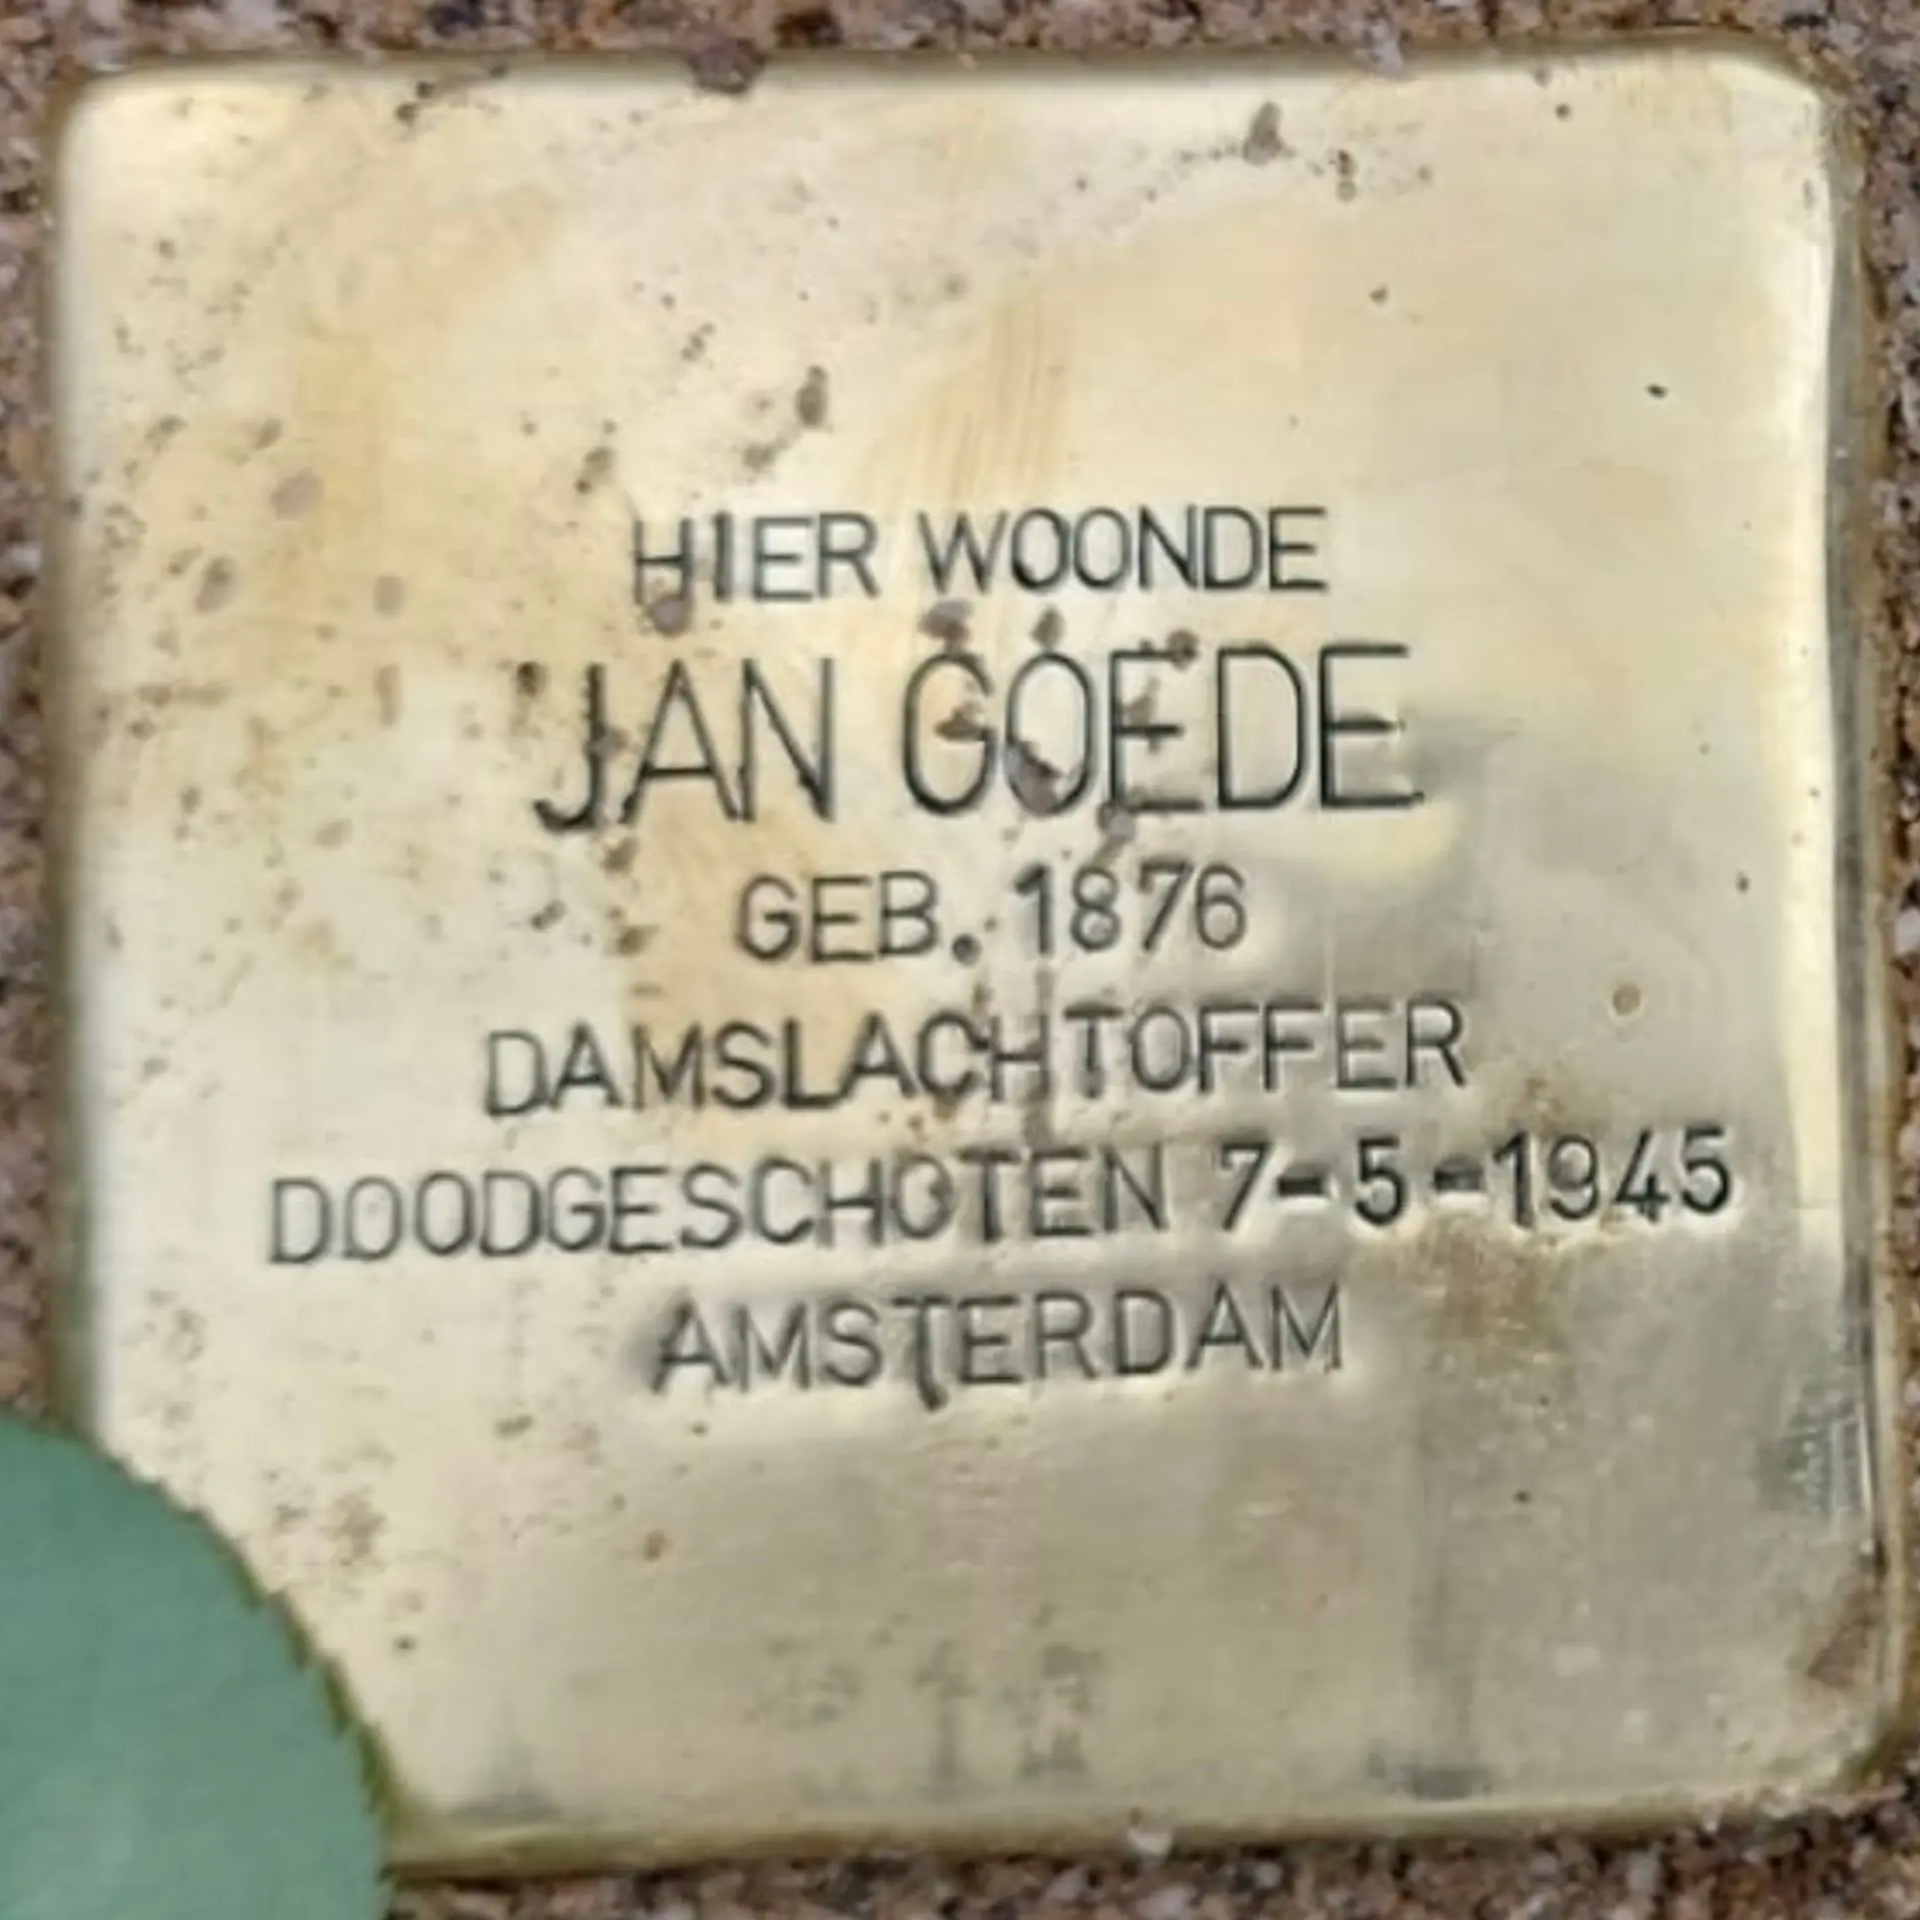 HIER WOONDE
JAN GOEDE
GEB. 1876
DAMSLACHTOFFER
DOODGESCHOTEN 7-5-1945
AMSTERDAM